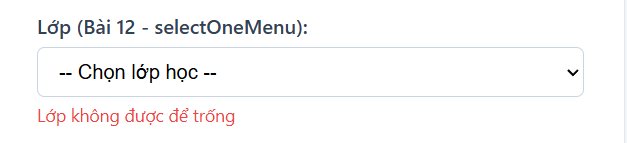 Lớp (Bài 12 - selectOneMenu):
-- Chọn lớp học --
Lớp không được để trống